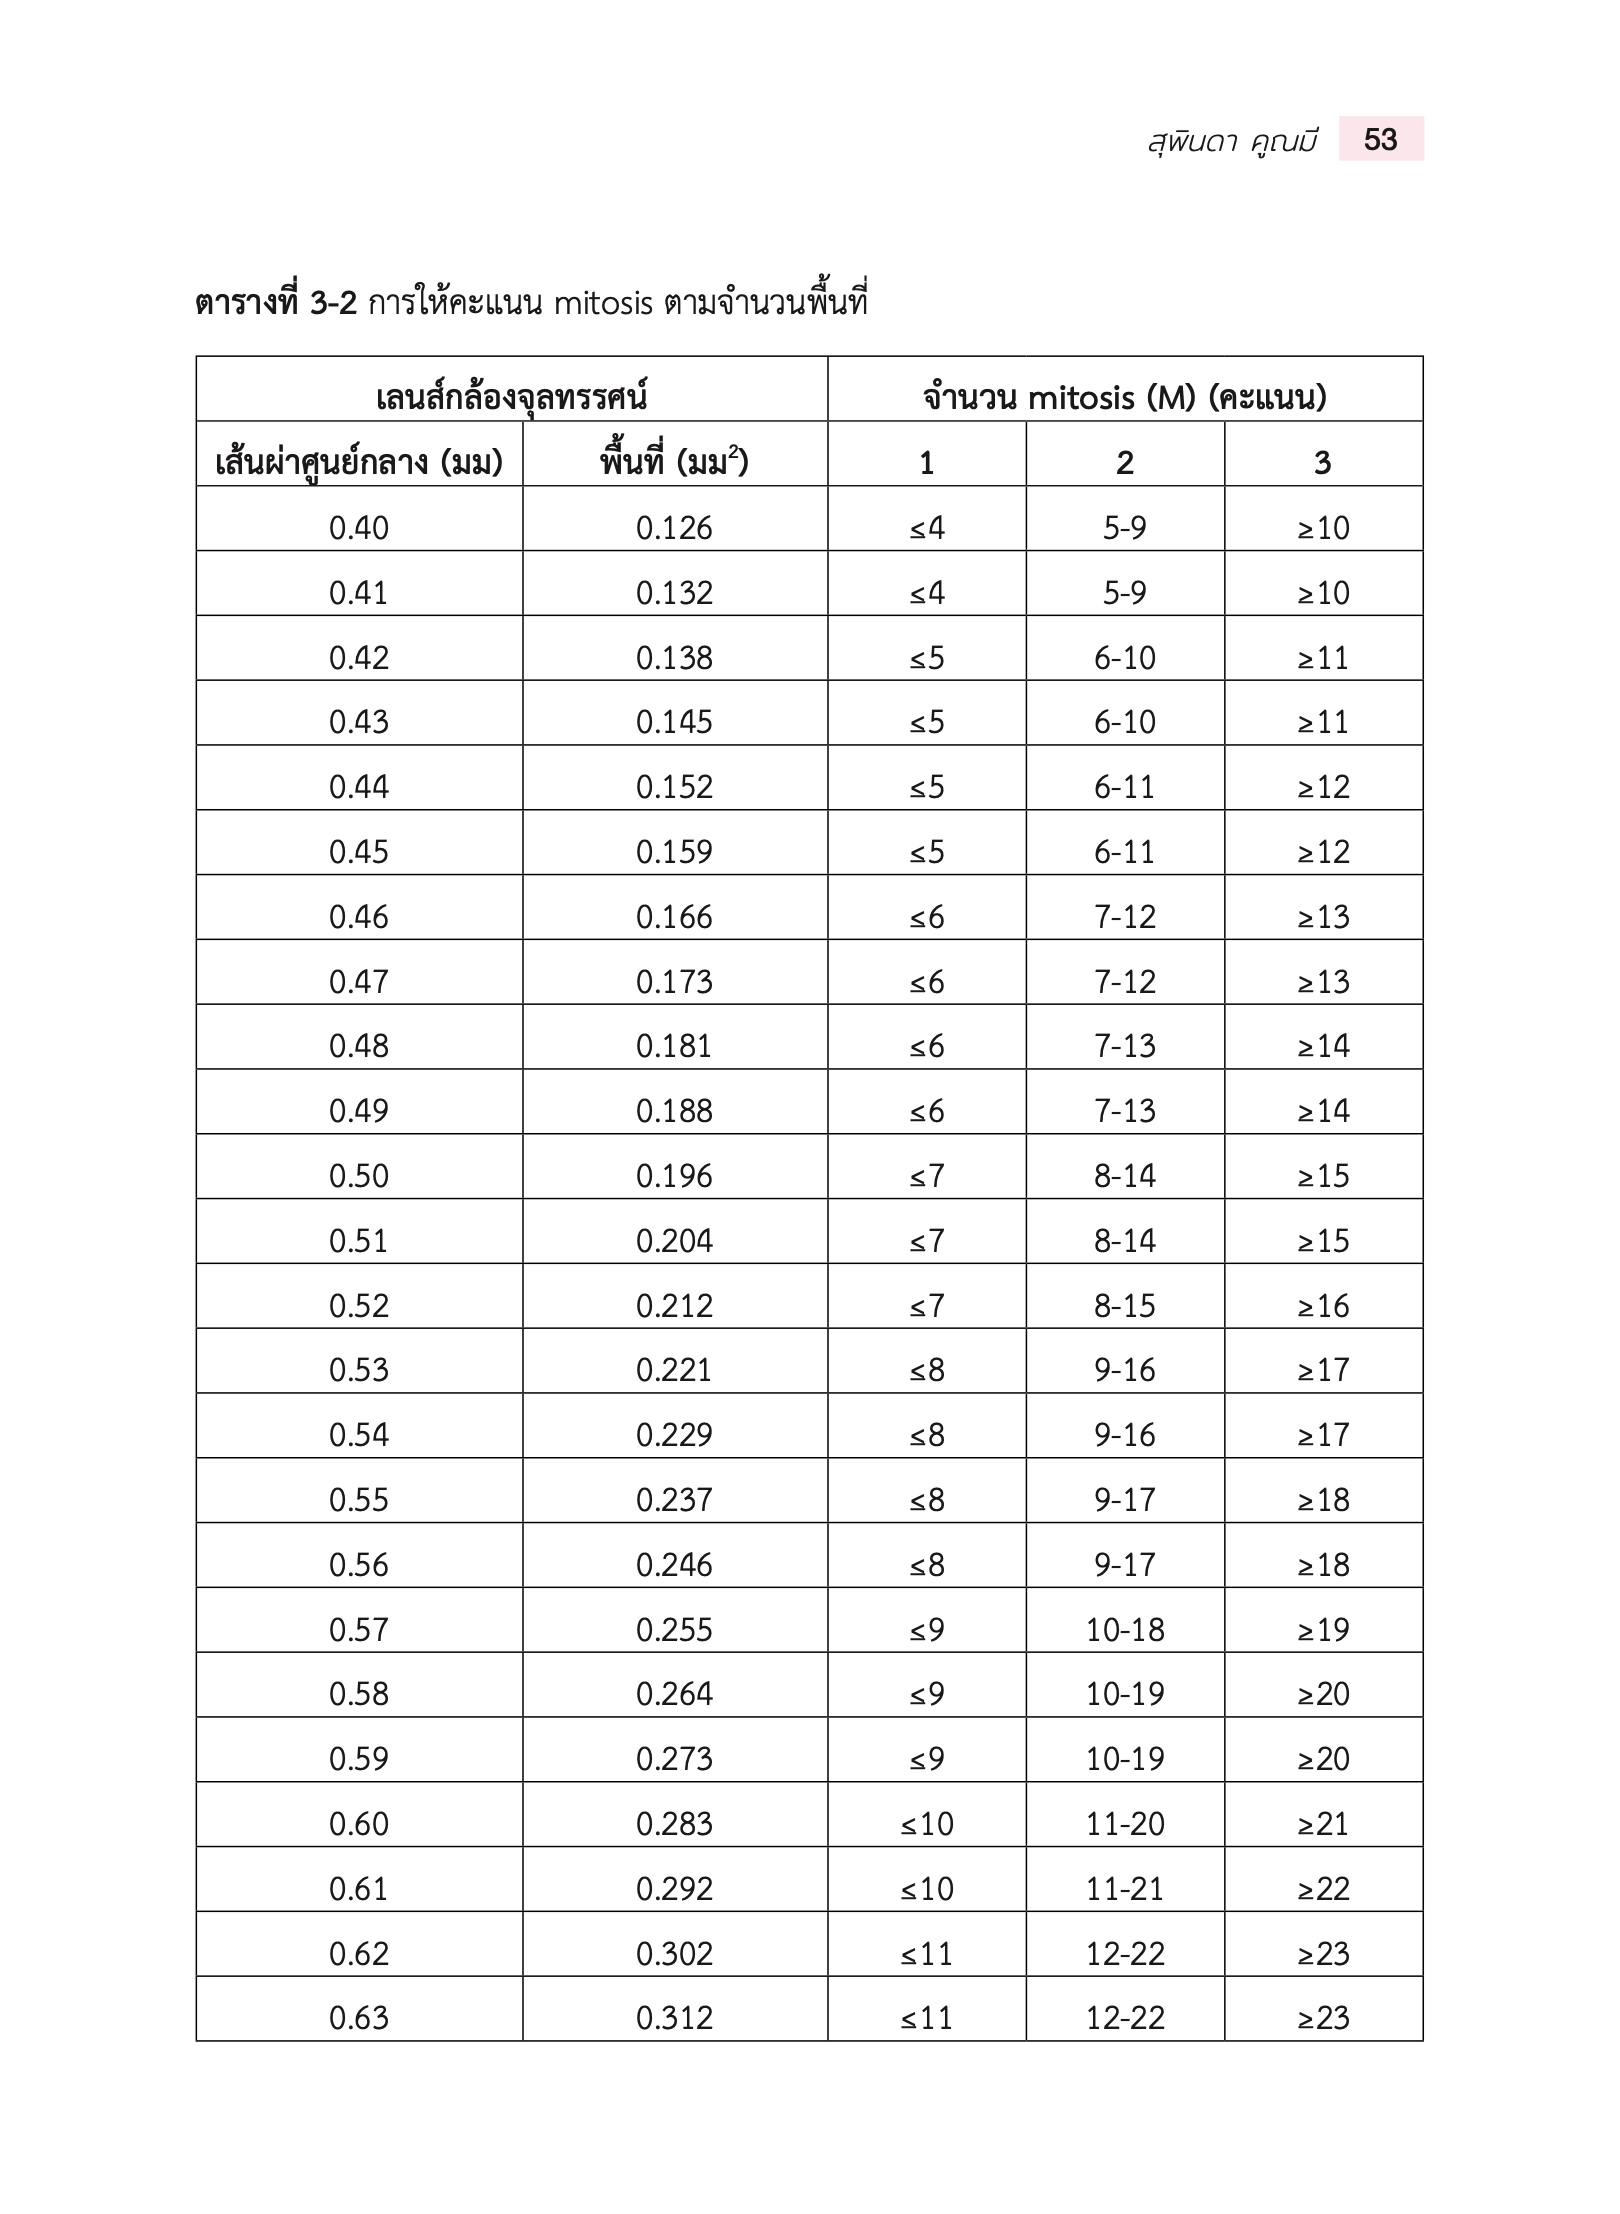 สุพินดา คูณมี 53
ตารางที่ 3-2 การให้คะแนน mitosis ตามจำนวนพื้นที่
เลนส์กล้องจุลทรรศน์ จำนวน mitosis (M) (คะแนน)
เส้นผ่าศูนย์กลาง (มม) พื้นที่ (มม²) 1 2 3
0.40 0.126 ≤4 5-9 ≥10
0.41 0.132 ≤4 5-9 ≥10
0.42 0.138 ≤5 6-10 ≥11
0.43 0.145 ≤5 6-10 ≥11
0.44 0.152 ≤5 6-11 ≥12
0.45 0.159 ≤5 6-11 ≥12
0.46 0.166 ≤6 7-12 ≥13
0.47 0.173 ≤6 7-12 ≥13
0.48 0.181 ≤6 7-13 ≥14
0.49 0.188 ≤6 7-13 ≥14
0.50 0.196 ≤7 8-14 ≥15
0.51 0.204 ≤7 8-14 ≥15
0.52 0.212 ≤7 8-15 ≥16
0.53 0.221 ≤8 9-16 ≥17
0.54 0.229 ≤8 9-16 ≥17
0.55 0.237 ≤8 9-17 ≥18
0.56 0.246 ≤8 9-17 ≥18
0.57 0.255 ≤9 10-18 ≥19
0.58 0.264 ≤9 10-19 ≥20
0.59 0.273 ≤9 10-19 ≥20
0.60 0.283 ≤10 11-20 ≥21
0.61 0.292 ≤10 11-21 ≥22
0.62 0.302 ≤11 12-22 ≥23
0.63 0.312 ≤11 12-22 ≥23